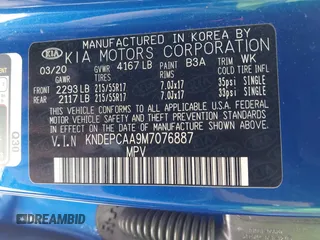 MANUFACTURED IN KOREA BY
KIA KIA MOTORS CORPORATION
03/20 GVWR 4167 LB PAINT B3A TRIM WK
FRONT GAWR TIRES RIMS COLD TIRE INFL
2293 LB 215/55R17 7.0JX17 35psi SINGLE
2117 LB 215/55R17 7.0JX17 33psi SINGLE
THIS VEHICLE CONFORMS TO ALL APPLICABLE
FEDERAL MOTOR VEHICLE SAFETY AND
THEFT PREVENTION STANDARDS IN EFFECT
ON THE DATE OF MANUFACTURE SHOWN ABOVE
V.I.N KNDEPCAA9M7076887
MPV
Q30
DREAMBID